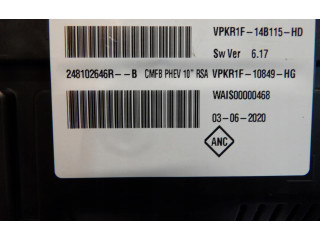 VPKR1F-14B115-HD
Sw Ver 6.17
248102646R--B CMFB PHEV 10" RSA VPKR1F-10849-HG
WAIS00000468
03-06-2020
ANC